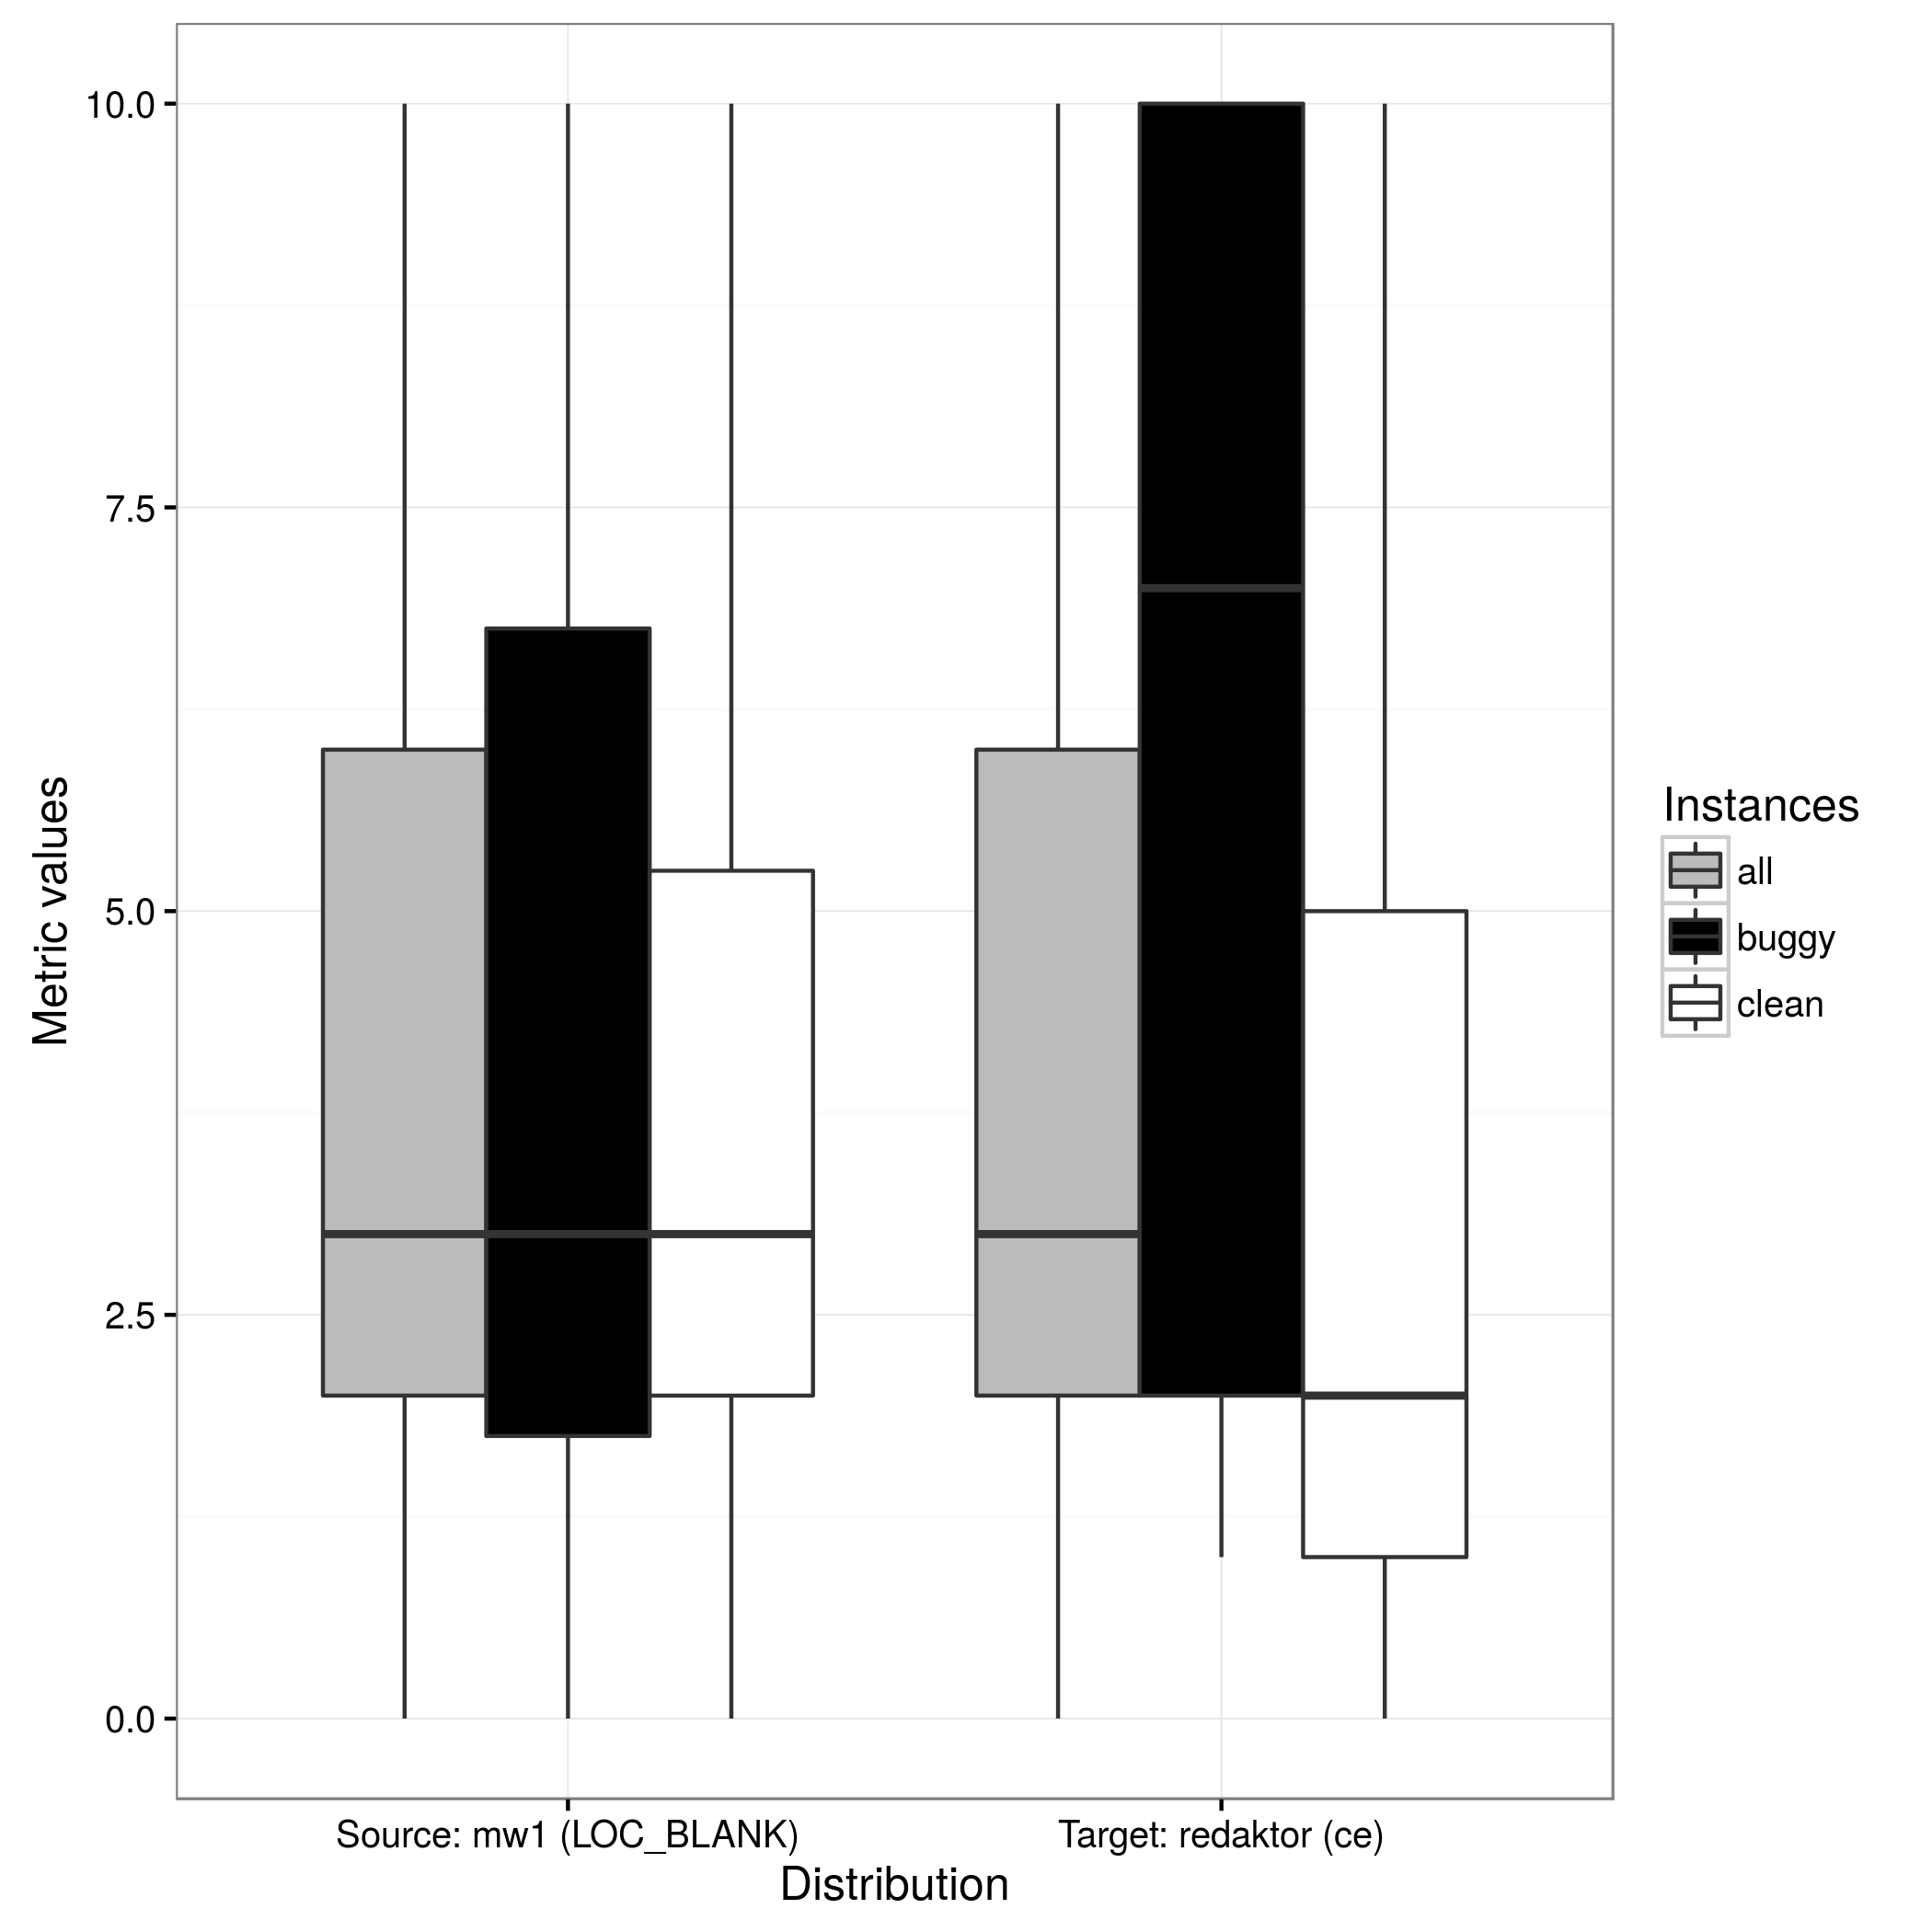 Metric values
10.0
7.5
5.0
2.5
0.0
Source: mw1 (LOC_BLANK)
Target: redaktor (ce)
Distribution
Instances
all
buggy
clean